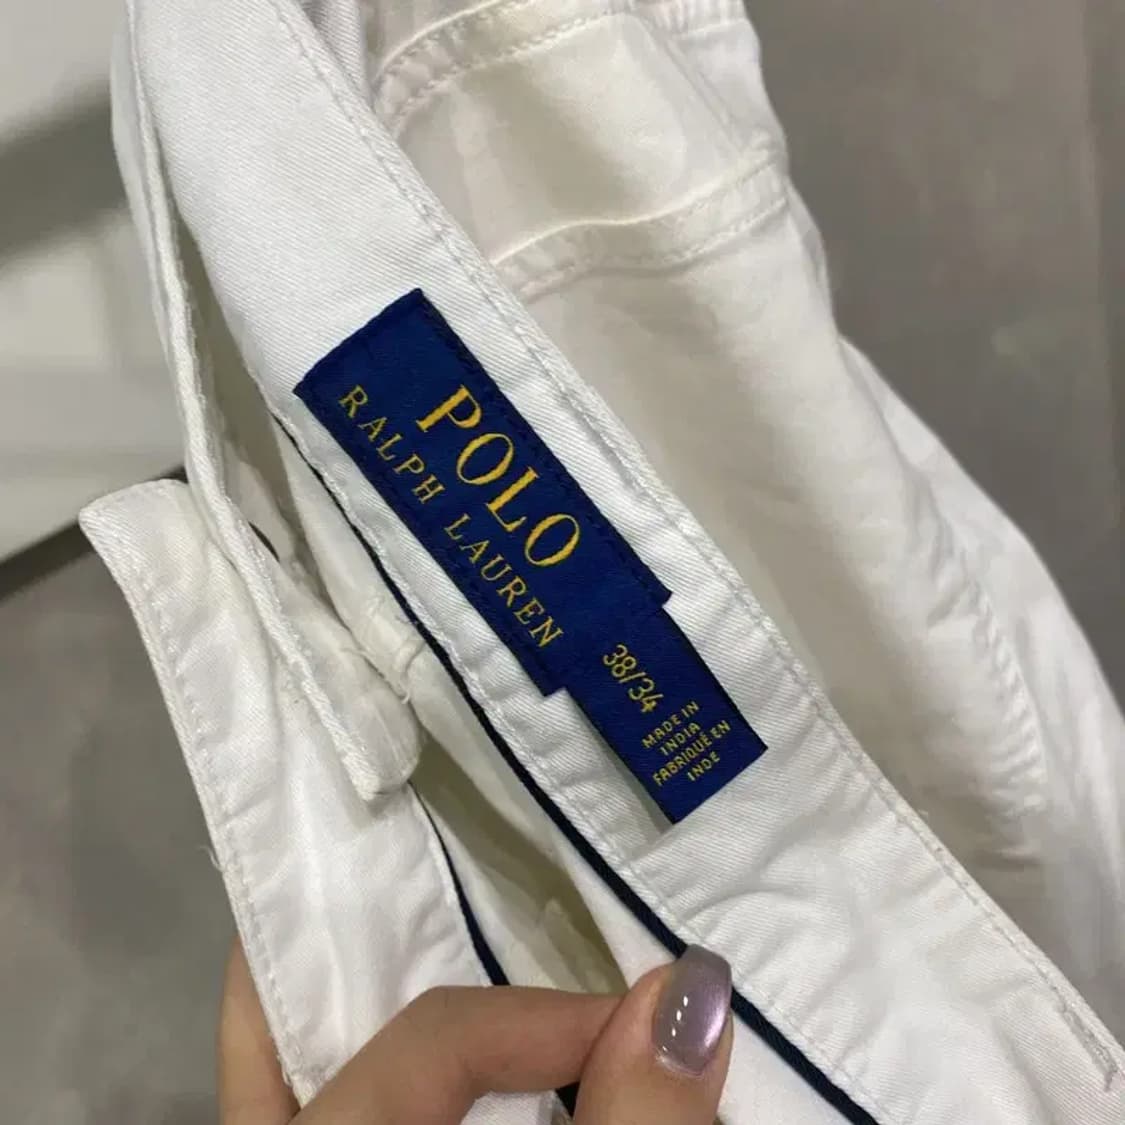 POLO
RALPH LAUREN
38/34
MADE IN
INDIA
FABRIQUÉ EN
INDE